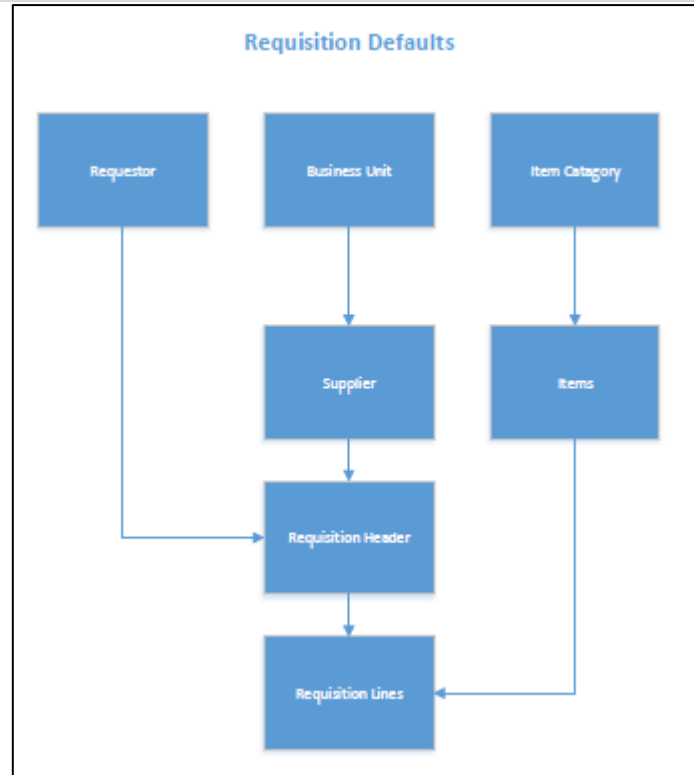 Requisition Defaults
Requestor
Business Unit
Item Catagory
Supplier
Items
Requisition Header
Requisition Lines